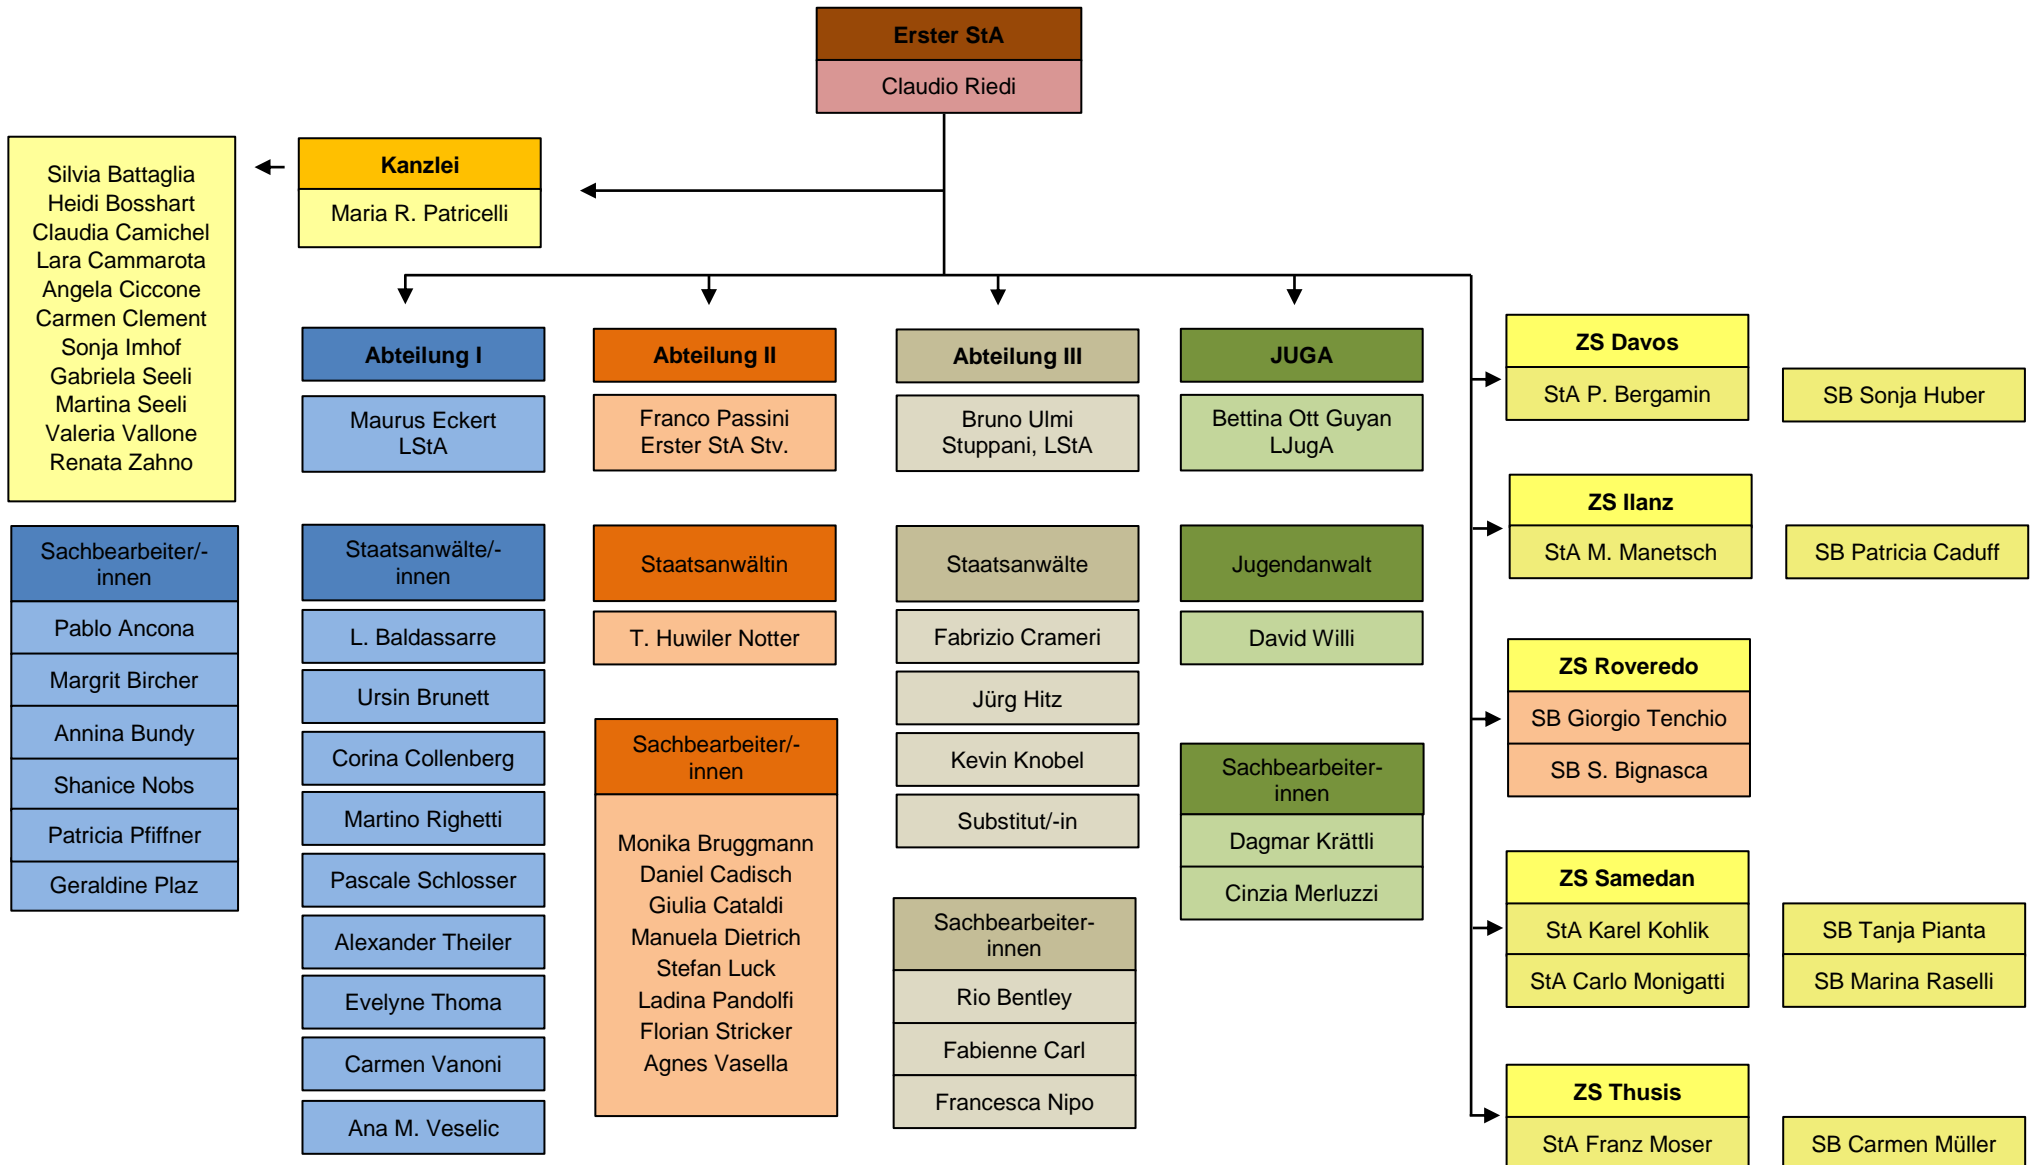 Erster StA
Claudio Riedi
Kanzlei
Maria R. Patricelli
Silvia Battaglia
Heidi Bosshart
Claudia Camichel
Lara Cammarota
Angela Ciccone
Carmen Clement
Sonja Imhof
Gabriela Seeli
Martina Seeli
Valeria Vallone
Renata Zahno
Sachbearbeiter/-
innen
Pablo Ancona
Margrit Bircher
Annina Bundy
Shanice Nobs
Patricia Pfiffner
Geraldine Plaz
Abteilung I
Maurus Eckert
LStA
Staatsanwälte/-
innen
L. Baldassarre
Ursin Brunett
Corina Collenberg
Martino Righetti
Pascale Schlosser
Alexander Theiler
Evelyne Thoma
Carmen Vanoni
Ana M. Veselic
Abteilung II
Franco Passini
Erster StA Stv.
Staatsanwältin
T. Huwiler Notter
Sachbearbeiter/-
innen
Monika Bruggmann
Daniel Cadisch
Giulia Cataldi
Manuela Dietrich
Stefan Luck
Ladina Pandolfi
Florian Stricker
Agnes Vasella
Abteilung III
Bruno Ulmi
Stuppani, LStA
Staatsanwälte
Fabrizio Crameri
Jürg Hitz
Kevin Knobel
Substitut/-in
Sachbearbeiter-
innen
Rio Bentley
Fabienne Carl
Francesca Nipo
JUGA
Bettina Ott Guyan
LJugA
Jugendanwalt
David Willi
Sachbearbeiter-
innen
Dagmar Krättli
Cinzia Merluzzi
ZS Davos
StA P. Bergamin
SB Sonja Huber
ZS Ilanz
StA M. Manetsch
SB Patricia Caduff
ZS Roveredo
SB Giorgio Tenchio
SB S. Bignasca
ZS Samedan
StA Karel Kohlik
SB Tanja Pianta
StA Carlo Monigatti
SB Marina Raselli
ZS Thusis
StA Franz Moser
SB Carmen Müller